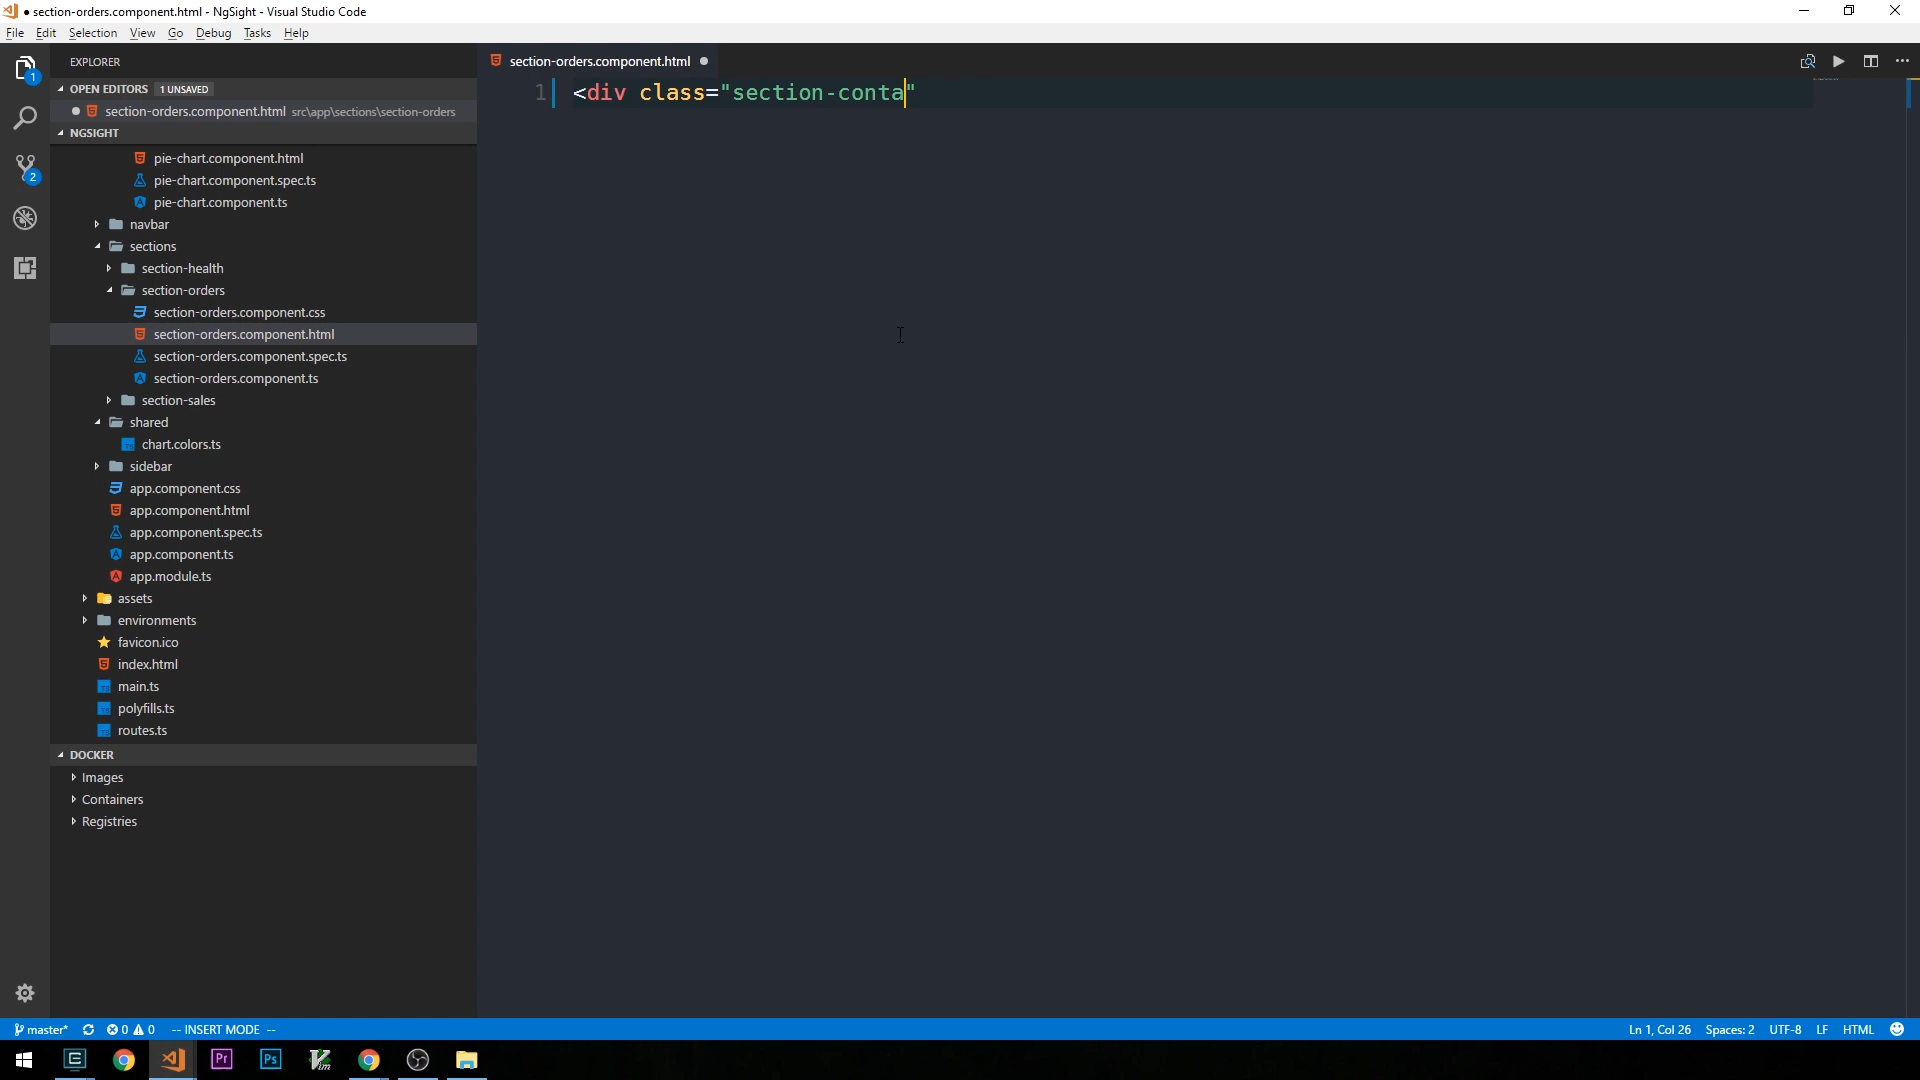 ● section-orders.component.html - NgSight - Visual Studio Code
File Edit Selection View Go Debug Tasks Help
1
2
EXPLORER
OPEN EDITORS 1 UNSAVED
section-orders.component.html src\app\sections\section-orders
NGSIGHT
pie-chart.component.html
pie-chart.component.spec.ts
pie-chart.component.ts
navbar
sections
section-health
section-orders
section-orders.component.css
section-orders.component.html
section-orders.component.spec.ts
section-orders.component.ts
section-sales
shared
chart.colors.ts
sidebar
app.component.css
app.component.html
app.component.spec.ts
app.component.ts
app.module.ts
assets
environments
favicon.ico
index.html
main.ts
polyfills.ts
routes.ts
DOCKER
Images
Containers
Registries
section-orders.component.html ●
1 <div class="section-conta"
master* 0 0 -- INSERT MODE -- Ln 1, Col 26 Spaces: 2 UTF-8 LF HTML
Pr Ps Vim